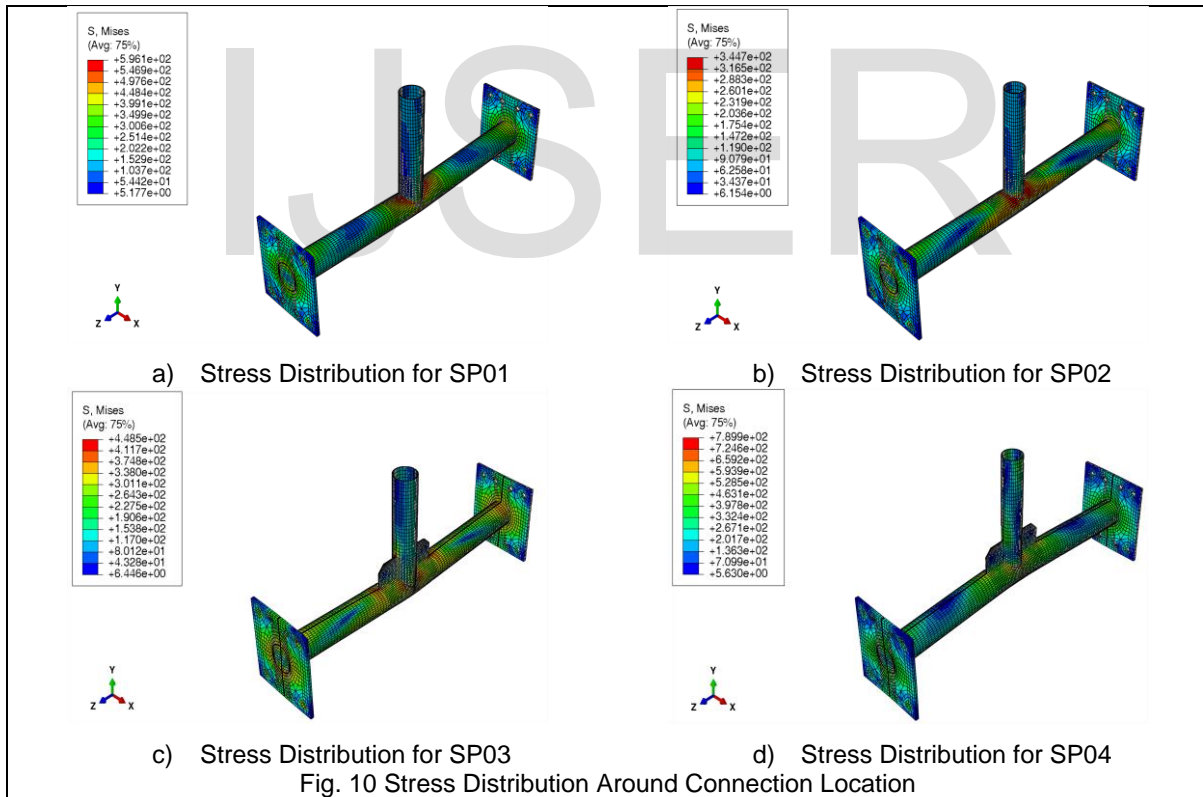 IJSER
S, Mises
(Avg: 75%)
+5.961e+02
+5.469e+02
+4.976e+02
+4.484e+02
+3.991e+02
+3.499e+02
+3.006e+02
+2.514e+02
+2.022e+02
+1.529e+02
+1.037e+02
+5.442e+01
+5.177e+00
Y
Z X
a) Stress Distribution for SP01
S, Mises
(Avg: 75%)
+3.447e+02
+3.165e+02
+2.883e+02
+2.601e+02
+2.319e+02
+2.036e+02
+1.754e+02
+1.472e+02
+1.190e+02
+9.079e+01
+6.258e+01
+3.437e+01
+6.154e+00
Y
Z X
b) Stress Distribution for SP02
S, Mises
(Avg: 75%)
+4.485e+02
+4.117e+02
+3.748e+02
+3.380e+02
+3.011e+02
+2.643e+02
+2.275e+02
+1.906e+02
+1.538e+02
+1.170e+02
+8.012e+01
+4.328e+01
+6.446e+00
Y
Z X
c) Stress Distribution for SP03
S, Mises
(Avg: 75%)
+7.899e+02
+7.246e+02
+6.592e+02
+5.939e+02
+5.285e+02
+4.631e+02
+3.978e+02
+3.324e+02
+2.671e+02
+2.017e+02
+1.363e+02
+7.099e+01
+5.630e+00
Y
Z X
d) Stress Distribution for SP04
Fig. 10 Stress Distribution Around Connection Location